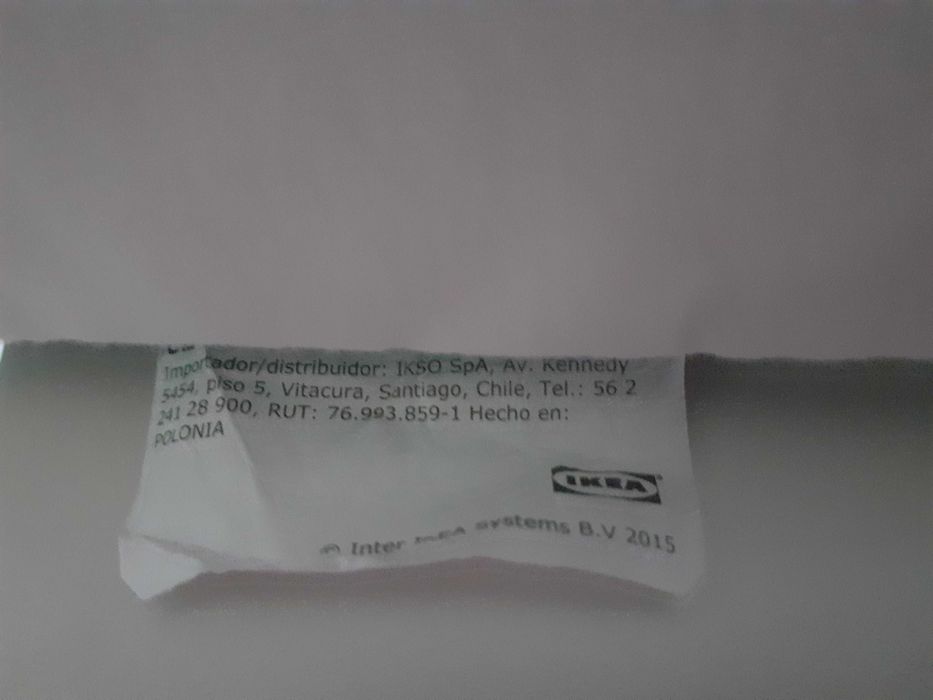 Importador/distribuidor: IKSO SpA, Av. Kennedy
5454, piso 5, Vitacura, Santiago, Chile, Tel.: 56 2
241 28 900, RUT: 76.993.859-1 Hecho en:
POLONIA
IKEA
© Inter IKEA Systems B.V 2015